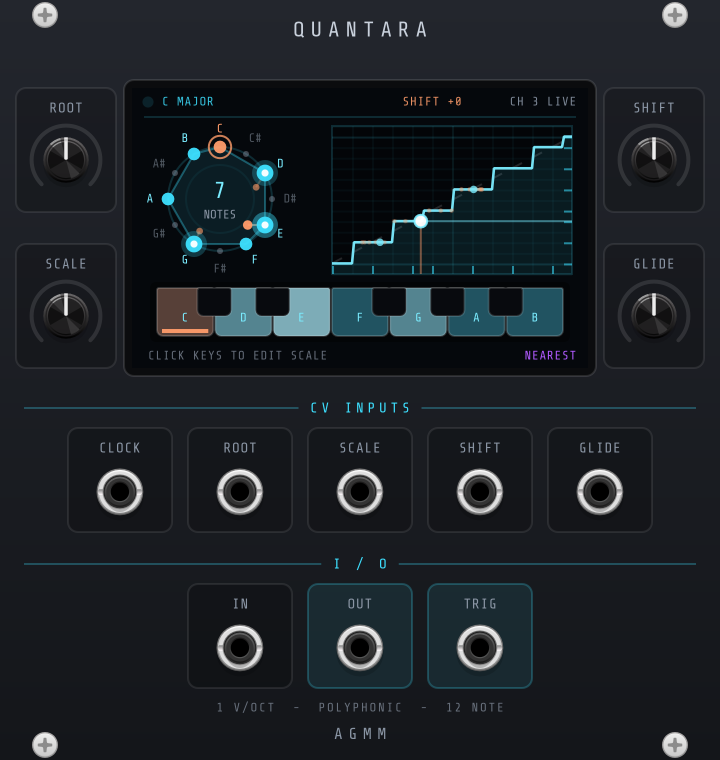 QUANTARA
ROOT
SCALE
C MAJOR
SHIFT +0
CH 3 LIVE
C
C#
D
D#
E
F
F#
G
G#
A
A#
B
7
NOTES
C D E F G A B
CLICK KEYS TO EDIT SCALE
NEAREST
SHIFT
GLIDE
CV INPUTS
CLOCK ROOT SCALE SHIFT GLIDE
I / O
IN OUT TRIG
1 V/OCT - POLYPHONIC - 12 NOTE
AGMM